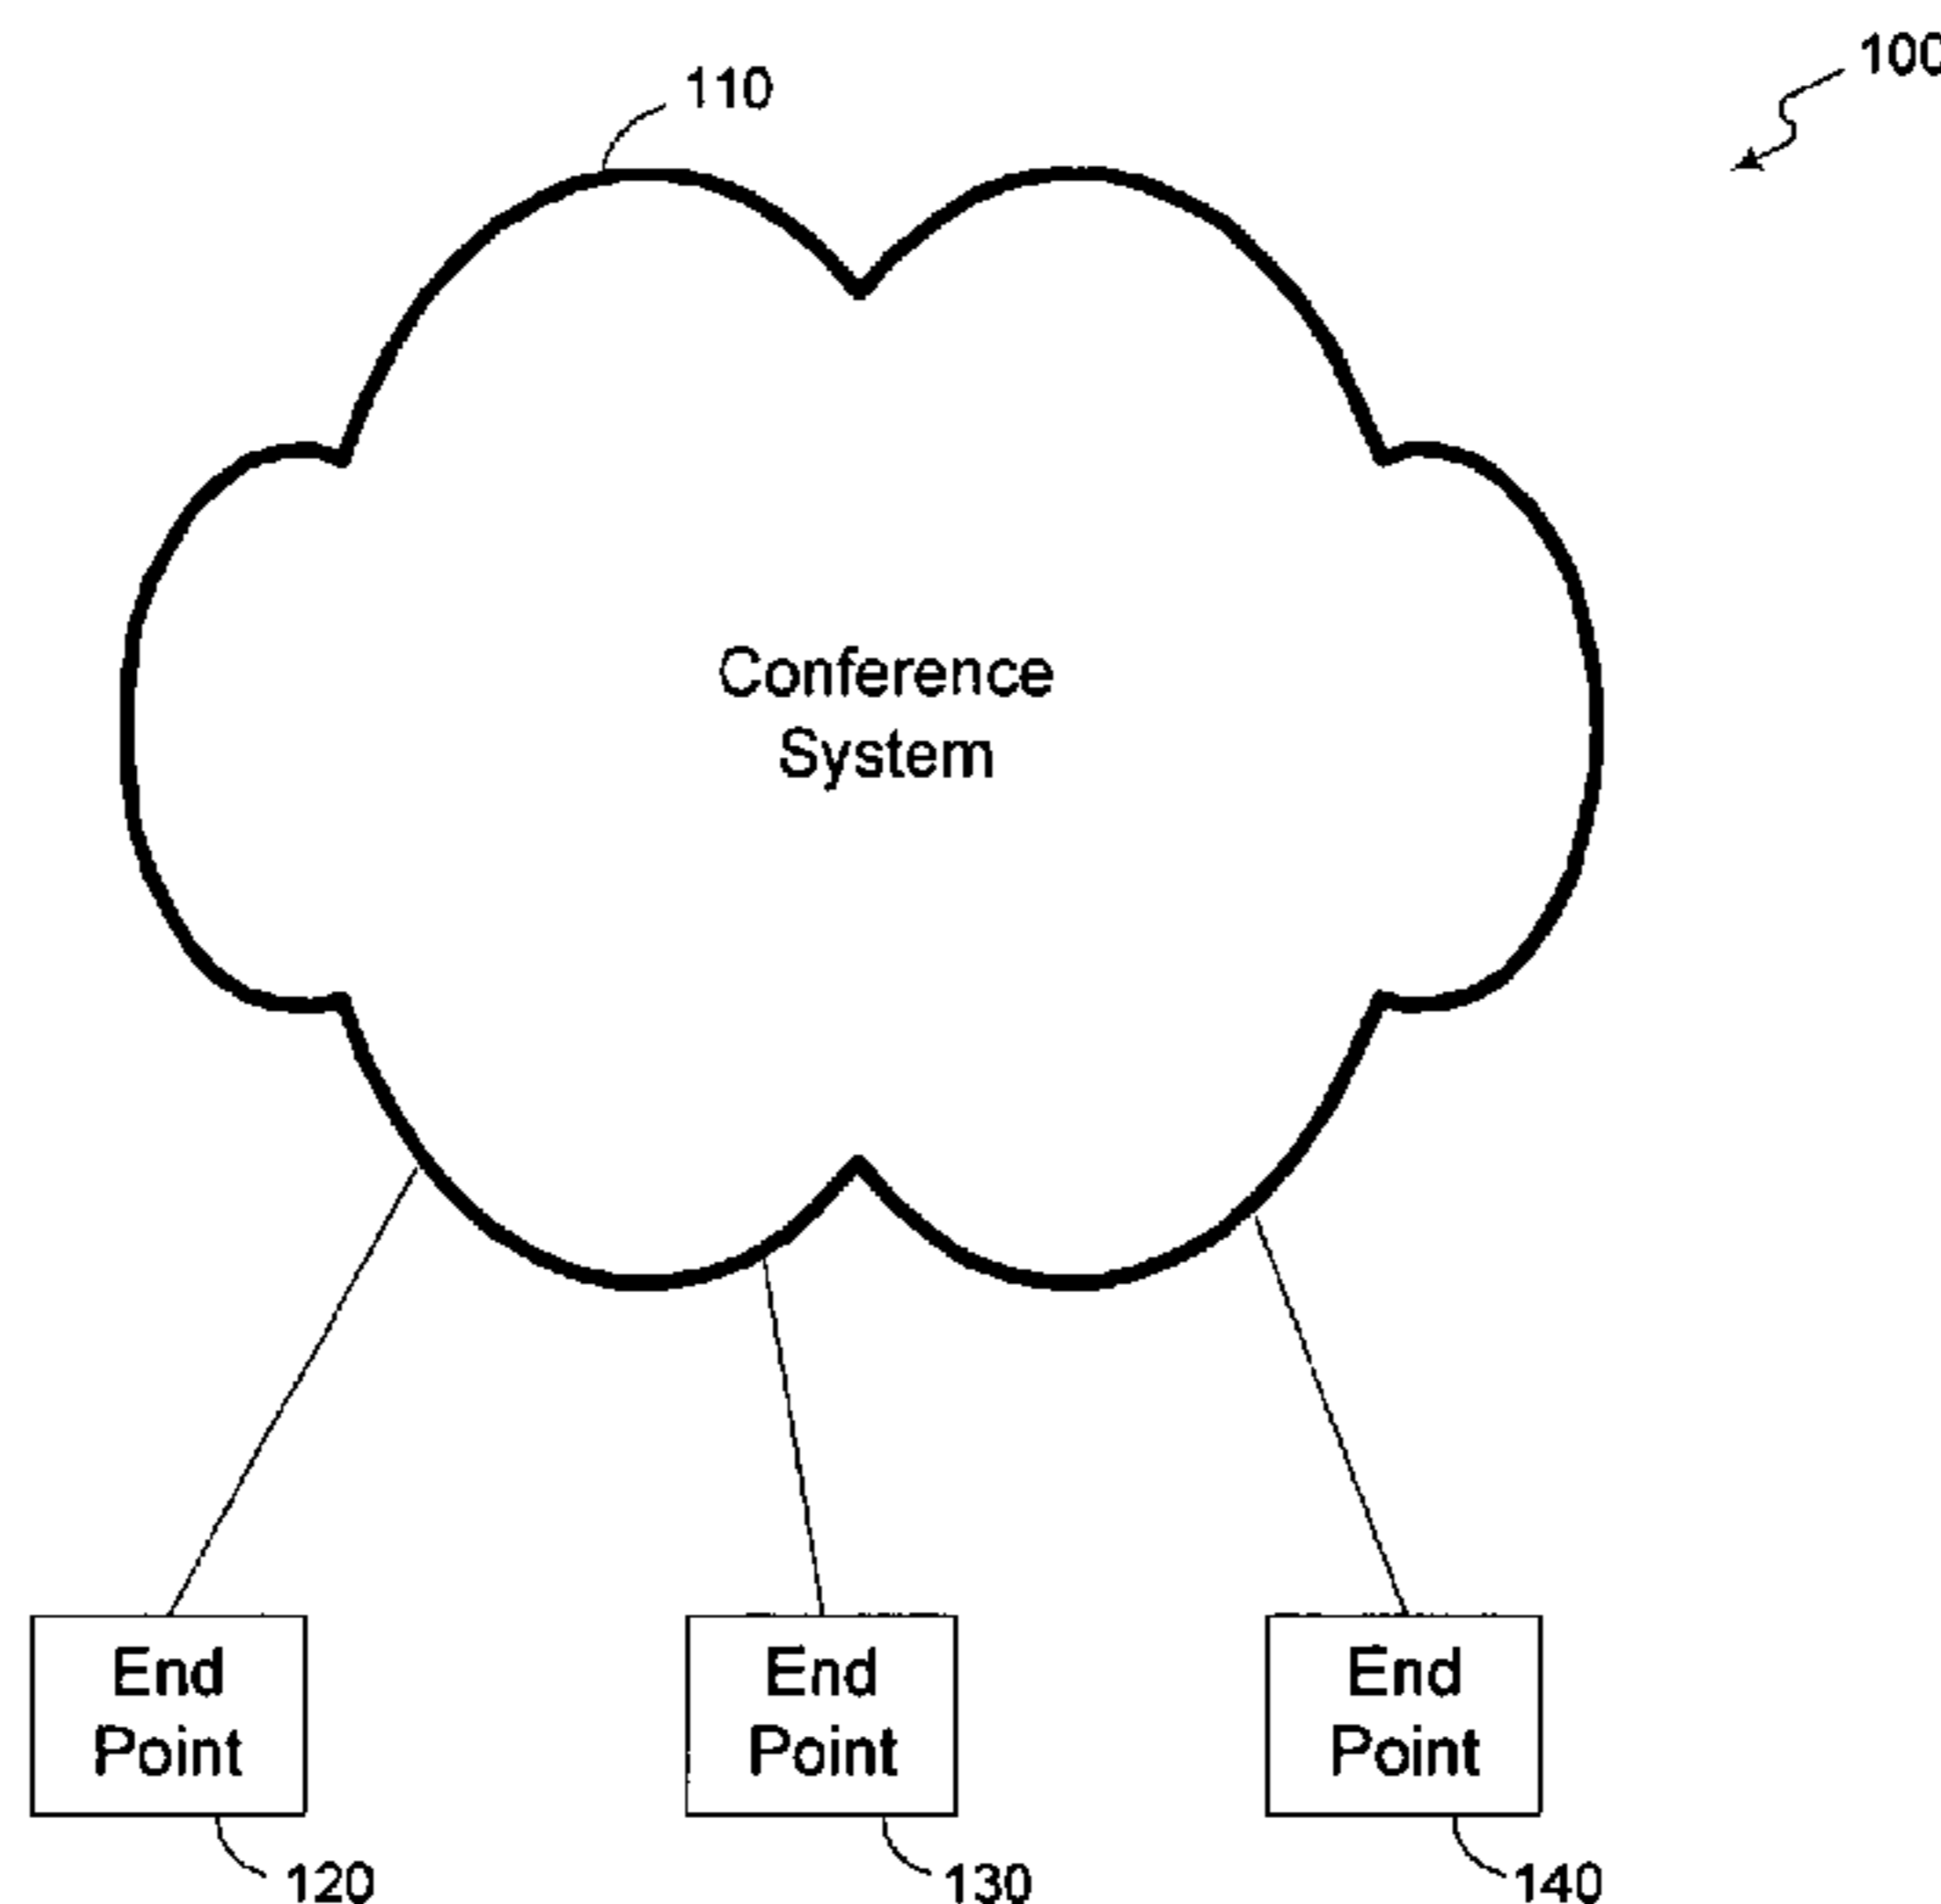 100
110
Conference
System
End
Point
End
Point
End
Point
120
130
140